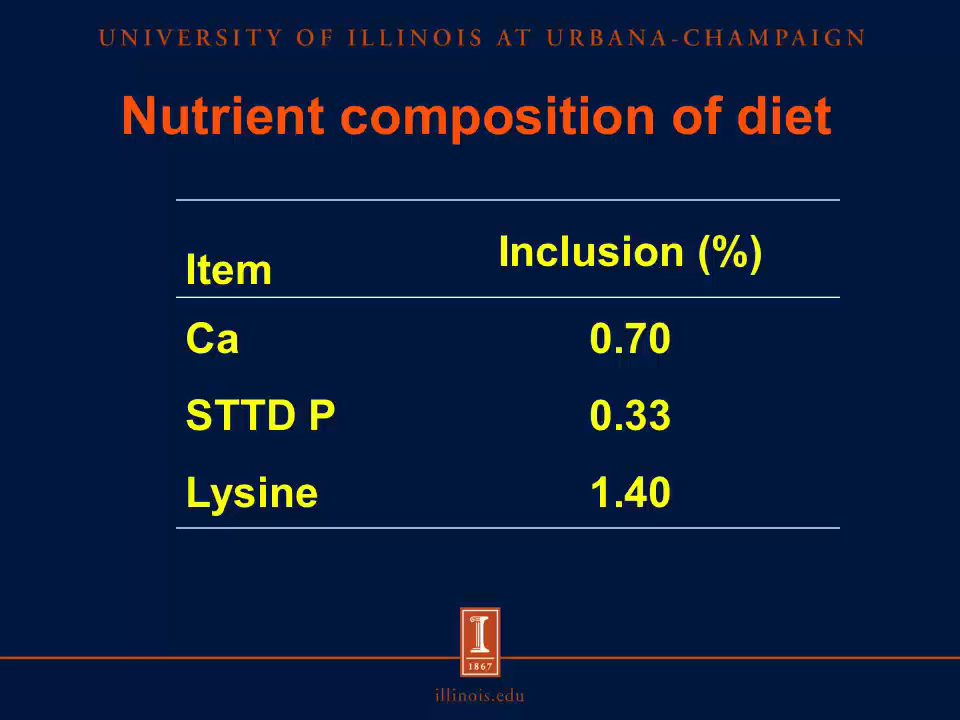 UNIVERSITY OF ILLINOIS AT URBANA-CHAMPAIGN
Nutrient composition of diet
Item Inclusion (%)
Ca 0.70
STTD P 0.33
Lysine 1.40
I
1867
illinois.edu